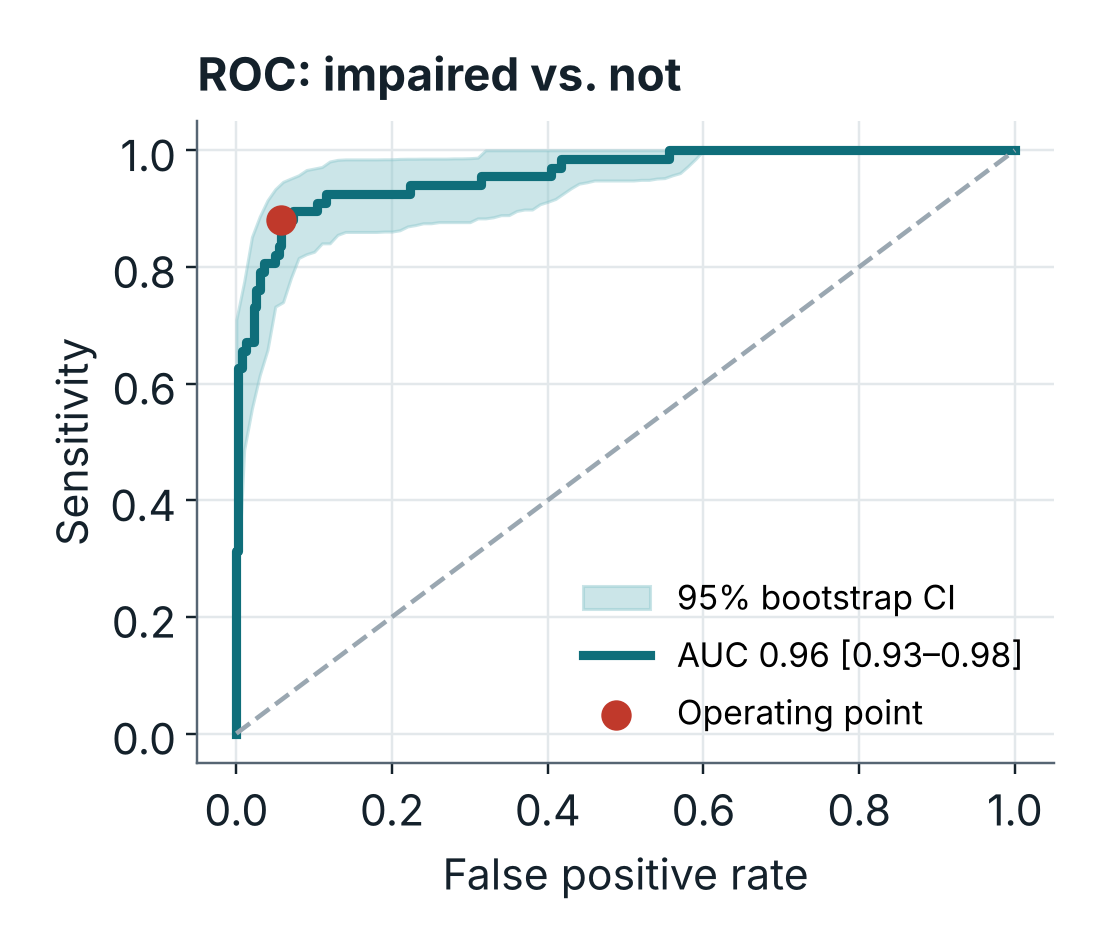 ROC: impaired vs. not
1.0
0.8
0.6
0.4
0.2
0.0
Sensitivity
95% bootstrap CI
AUC 0.96 [0.93–0.98]
Operating point
0.0 0.2 0.4 0.6 0.8 1.0
False positive rate